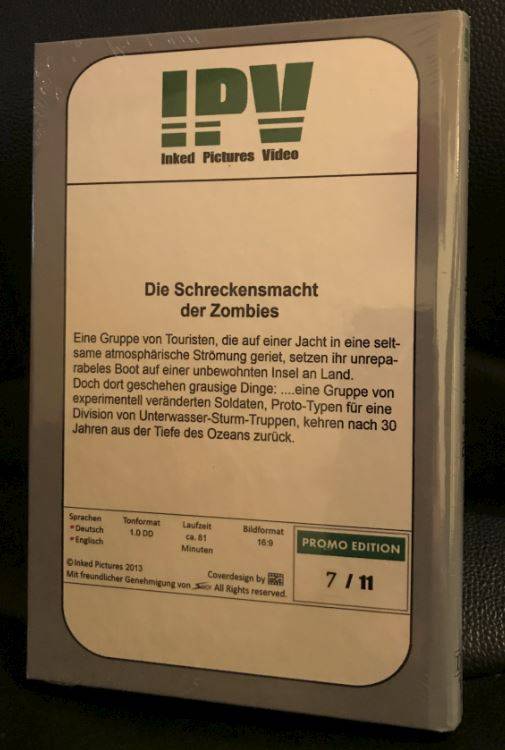 IPV
Inked Pictures Video
Die Schreckensmacht
der Zombies
Eine Gruppe von Touristen, die auf einer Jacht in eine selt-
same atmosphärische Strömung geriet, setzen ihr unrepa-
rabeles Boot auf einer unbewohnten Insel an Land.
Doch dort geschehen grausige Dinge: ....eine Gruppe von
experimentell veränderten Soldaten, Proto-Typen für eine
Division von Unterwasser-Sturm-Truppen, kehren nach 30
Jahren aus der Tiefe des Ozeans zurück.
Sprachen Tonformat Laufzeit Bildformat
*Deutsch 1.0 DD ca. 81 16:9
*Englisch Minuten
PROMO EDITION
7 / 11
©Inked Pictures 2013 Coverdesign by
Mit freundlicher Genehmigung von All Rights reserved.